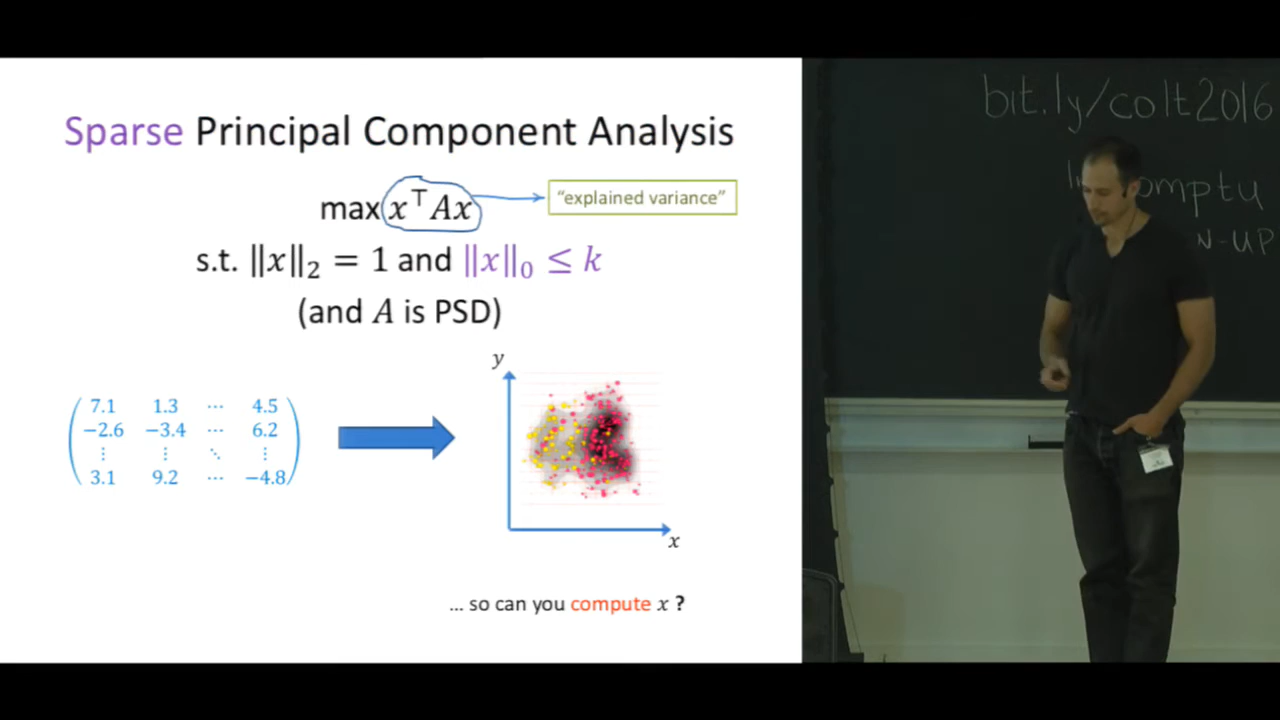 Sparse Principal Component Analysis
max x⊤Ax
“explained variance”
s.t. ‖x‖₂ = 1 and ‖x‖₀ ≤ k
(and A is PSD)
7.1 1.3 ⋯ 4.5
−2.6 −3.4 ⋯ 6.2
⋮ ⋮ ⋱ ⋮
3.1 9.2 ⋯ −4.8
y
x
... so can you compute x ?
bit.ly/colt2016
omptu
N-UP